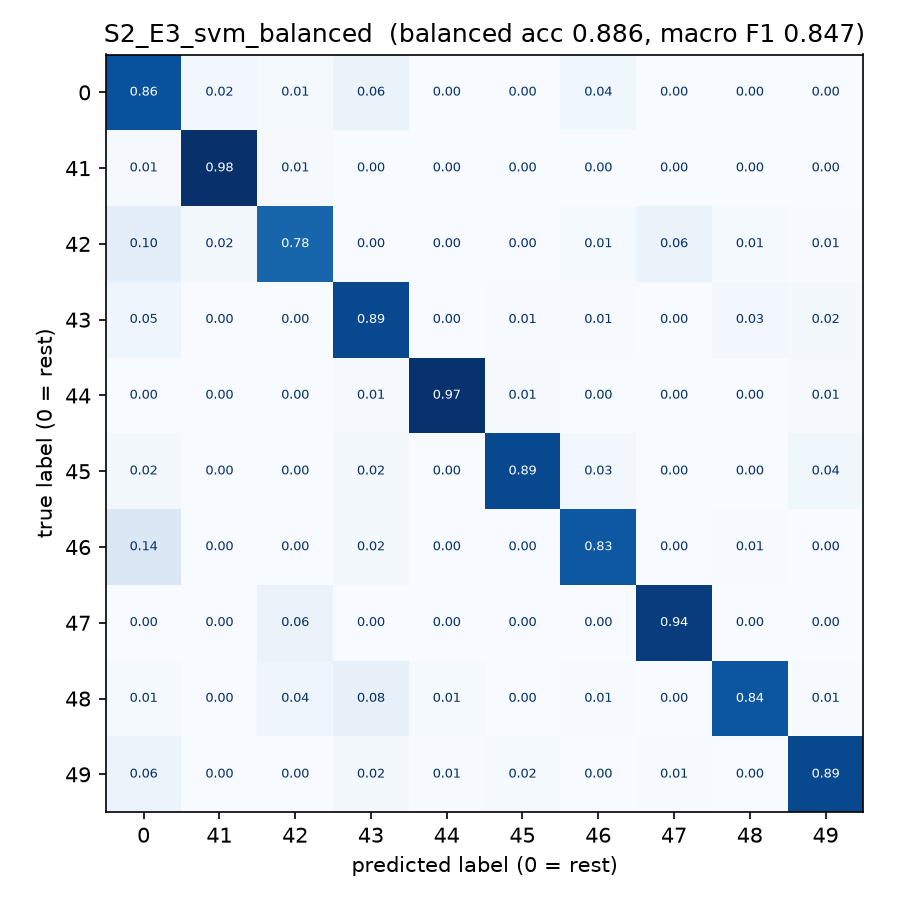 S2_E3_svm_balanced (balanced acc 0.886, macro F1 0.847)
true label (0 = rest)
0 0.86 0.02 0.01 0.06 0.00 0.00 0.04 0.00 0.00 0.00
41 0.01 0.98 0.01 0.00 0.00 0.00 0.00 0.00 0.00 0.00
42 0.10 0.02 0.78 0.00 0.00 0.00 0.01 0.06 0.01 0.01
43 0.05 0.00 0.00 0.89 0.00 0.01 0.01 0.00 0.03 0.02
44 0.00 0.00 0.00 0.01 0.97 0.01 0.00 0.00 0.00 0.01
45 0.02 0.00 0.00 0.02 0.00 0.89 0.03 0.00 0.00 0.04
46 0.14 0.00 0.00 0.02 0.00 0.00 0.83 0.00 0.01 0.00
47 0.00 0.00 0.06 0.00 0.00 0.00 0.00 0.94 0.00 0.00
48 0.01 0.00 0.04 0.08 0.01 0.00 0.01 0.00 0.84 0.01
49 0.06 0.00 0.00 0.02 0.01 0.02 0.00 0.01 0.00 0.89
0 41 42 43 44 45 46 47 48 49
predicted label (0 = rest)